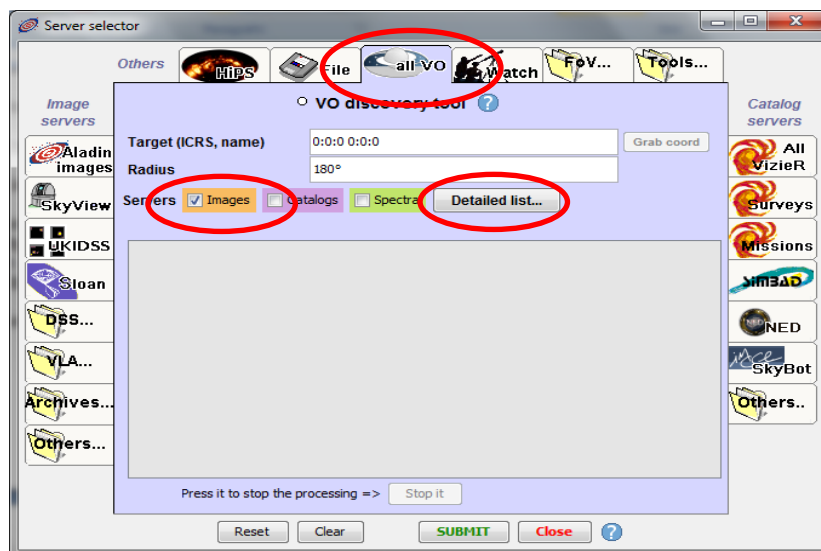 Server selector
Others HiPS File all VO Watch FoV... Tools...
Image servers
Catalog servers
VO discovery tool ?
Target (ICRS, name) 0:0:0 0:0:0 Grab coord
Radius 180°
Servers Images Catalogs Spectra Detailed list...
Aladin images
SkyView
UKIDSS
Sloan
DSS...
VLA...
Archives...
Others...
All VizieR
Surveys
Missions
SIMBAD
NED
IMCCE SkyBot
Others..
Press it to stop the processing => Stop it
Reset Clear SUBMIT Close ?